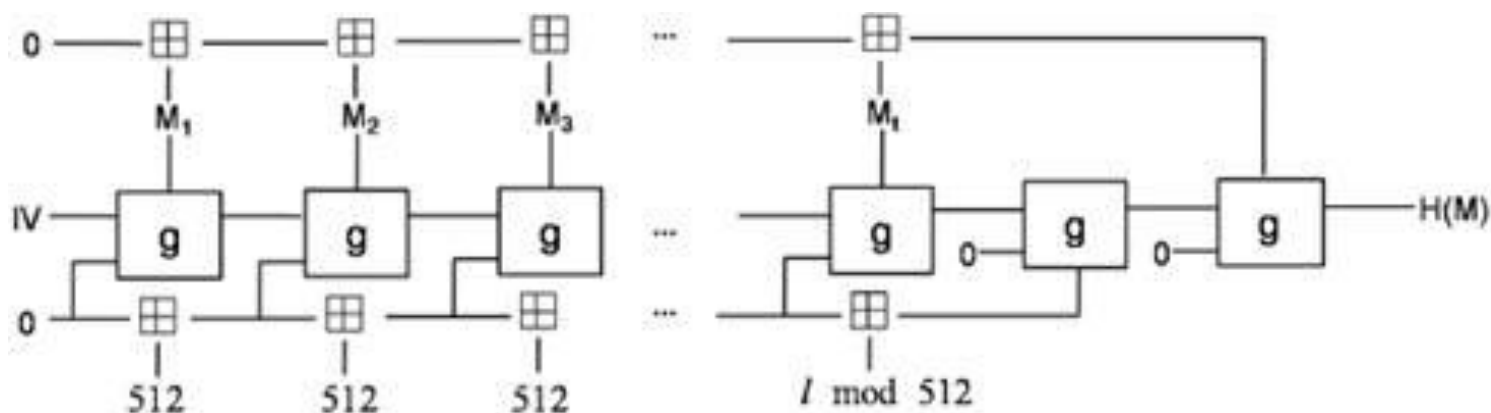 0 ...
M₁ M₂ M₃ Mₜ
IV g g g ... g g g H(M)
0 0
0 ...
512 512 512 l mod 512